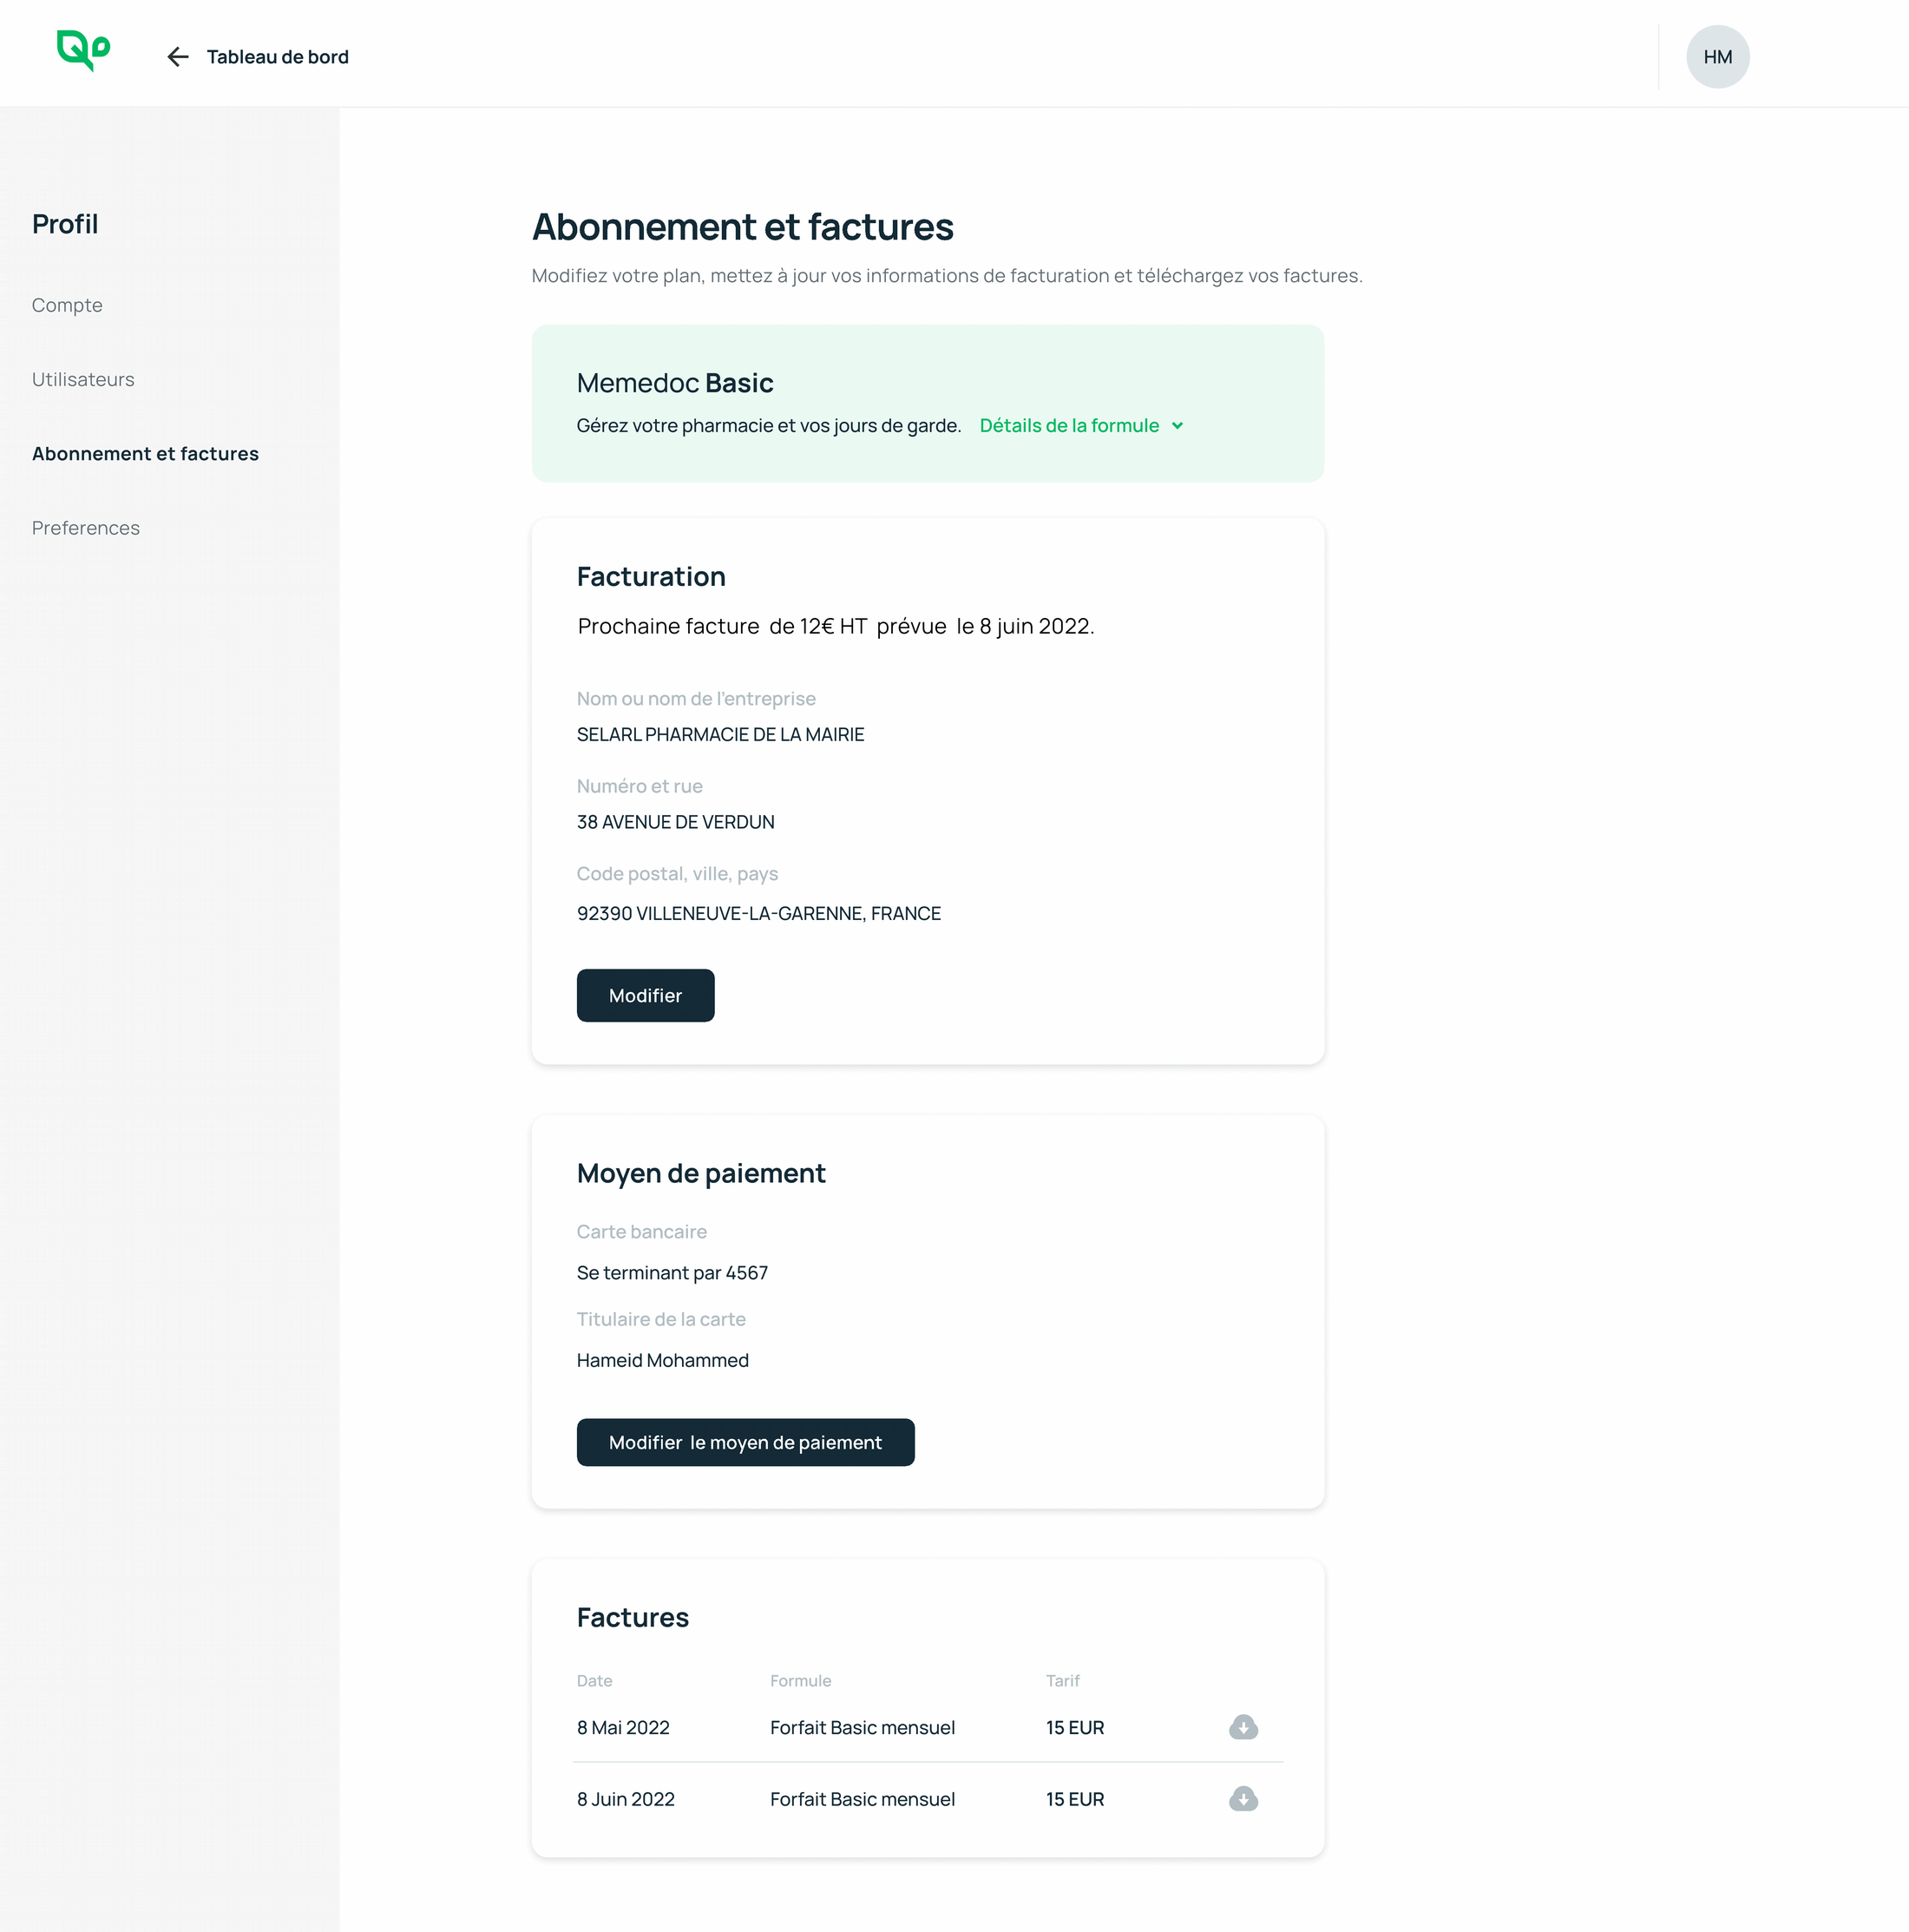 Tableau de bord
HM
Profil
Compte
Utilisateurs
Abonnement et factures
Preferences
Abonnement et factures
Modifiez votre plan, mettez à jour vos informations de facturation et téléchargez vos factures.
Memedoc Basic
Gérez votre pharmacie et vos jours de garde. Détails de la formule
Facturation
Prochaine facture de 12€ HT prévue le 8 juin 2022.
Nom ou nom de l'entreprise
SELARL PHARMACIE DE LA MAIRIE
Numéro et rue
38 AVENUE DE VERDUN
Code postal, ville, pays
92390 VILLENEUVE-LA-GARENNE, FRANCE
Modifier
Moyen de paiement
Carte bancaire
Se terminant par 4567
Titulaire de la carte
Hameid Mohammed
Modifier le moyen de paiement
Factures
Date Formule Tarif
8 Mai 2022 Forfait Basic mensuel 15 EUR
8 Juin 2022 Forfait Basic mensuel 15 EUR